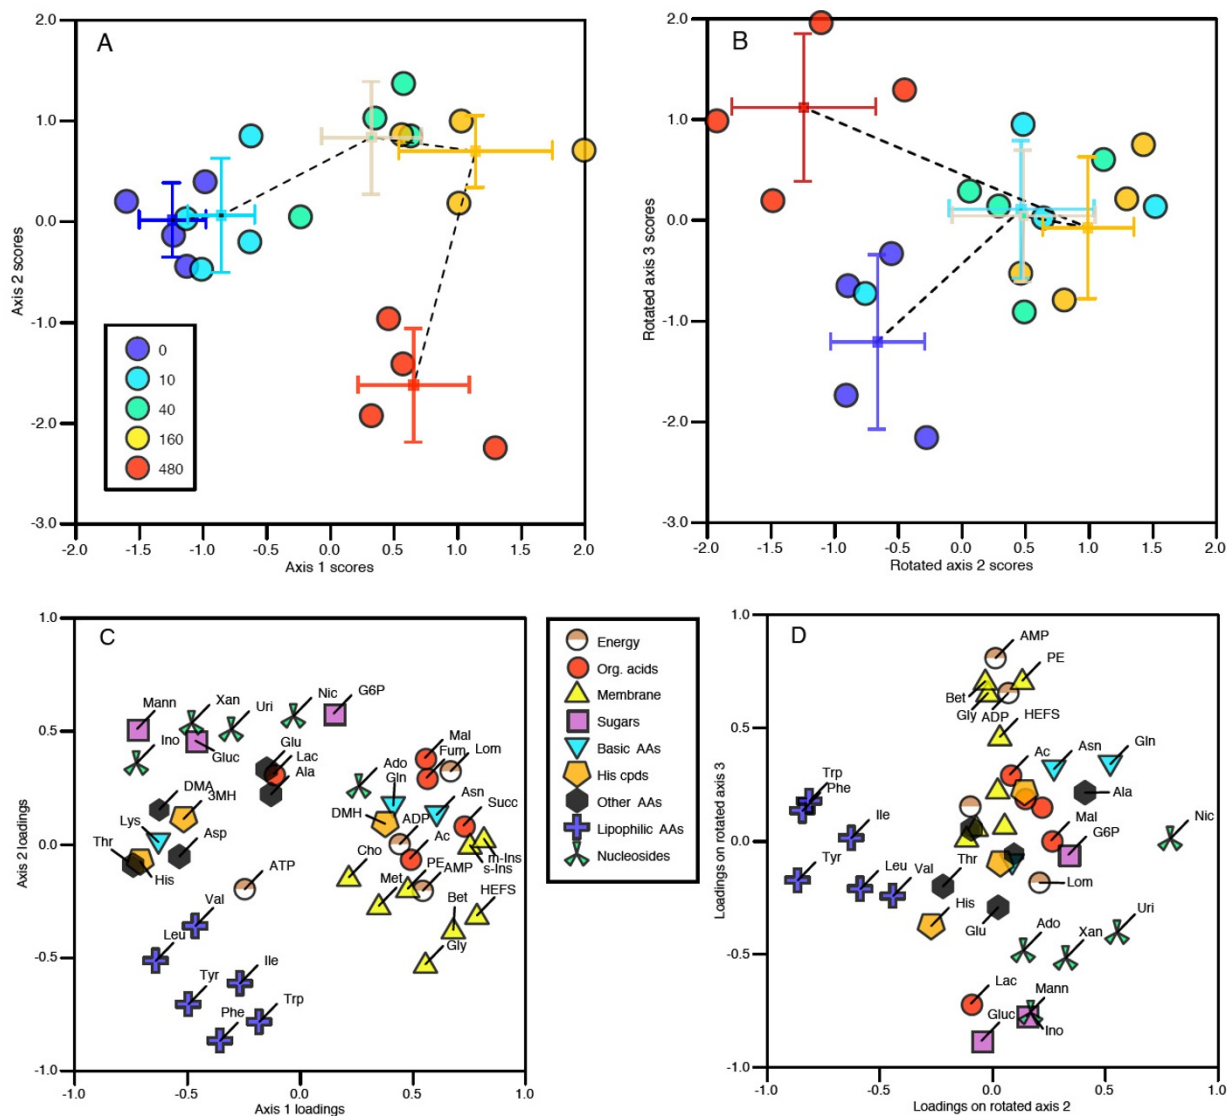 A
2.0
1.0
0.0
-1.0
-2.0
-3.0
Axis 2 scores
-2.0 -1.5 -1.0 -0.5 0.0 0.5 1.0 1.5 2.0
Axis 1 scores
0
10
40
160
480
B
2.0
1.0
0.0
-1.0
-2.0
-3.0
Rotated axis 3 scores
-2.0 -1.5 -1.0 -0.5 0.0 0.5 1.0 1.5 2.0
Rotated axis 2 scores
C
1.0
0.5
0.0
-0.5
-1.0
Axis 2 loadings
Mann
Xan
Uri
Nic
G6P
Ino
Gluc
Glu
Lac
Ala
Mal
Fum
Lom
DMA
3MH
Ado
Gln
Asn
Succ
Lys
DMH
ADP
Ac
Thr
Asp
His
ATP
Cho
Met
PE
AMP
m-Ins
s-Ins
Val
Bet
HEFS
Leu
Gly
Tyr
Ile
Phe
Trp
-1.0 -0.5 0.0 0.5 1.0
Axis 1 loadings
Energy
Org. acids
Membrane
Sugars
Basic AAs
His cpds
Other AAs
Lipophilic AAs
Nucleosides
D
1.0
0.5
0.0
-0.5
-1.0
Loadings on rotated axis 3
AMP
PE
Bet
Gly
ADP
HEFS
Ac
Asn
Gln
Trp
Phe
Ala
Ile
Mal
G6P
Nic
Tyr
Leu
Val
Thr
Lom
His
Glu
Ado
Xan
Uri
Lac
Mann
Gluc
Ino
-1.0 -0.5 0.0 0.5 1.0
Loadings on rotated axis 2